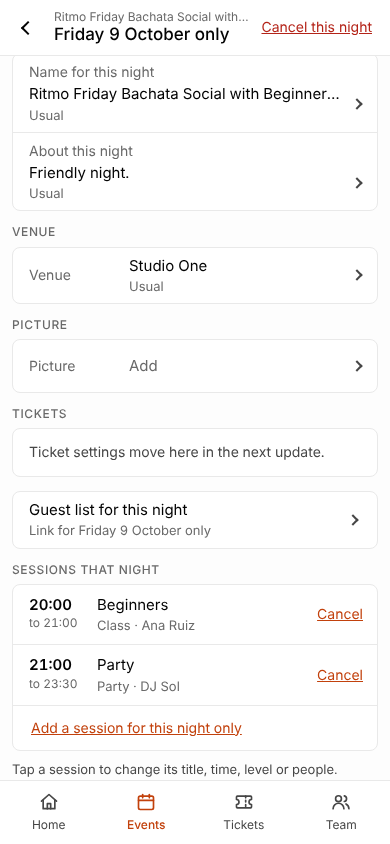 Ritmo Friday Bachata Social with...
Friday 9 October only
Cancel this night
Name for this night
Ritmo Friday Bachata Social with Beginner...
Usual
About this night
Friendly night.
Usual
VENUE
Venue
Studio One
Usual
PICTURE
Picture
Add
TICKETS
Ticket settings move here in the next update.
Guest list for this night
Link for Friday 9 October only
SESSIONS THAT NIGHT
20:00 Beginners
to 21:00 Class · Ana Ruiz
Cancel
21:00 Party
to 23:30 Party · DJ Sol
Cancel
Add a session for this night only
Tap a session to change its title, time, level or people.
Home Events Tickets Team